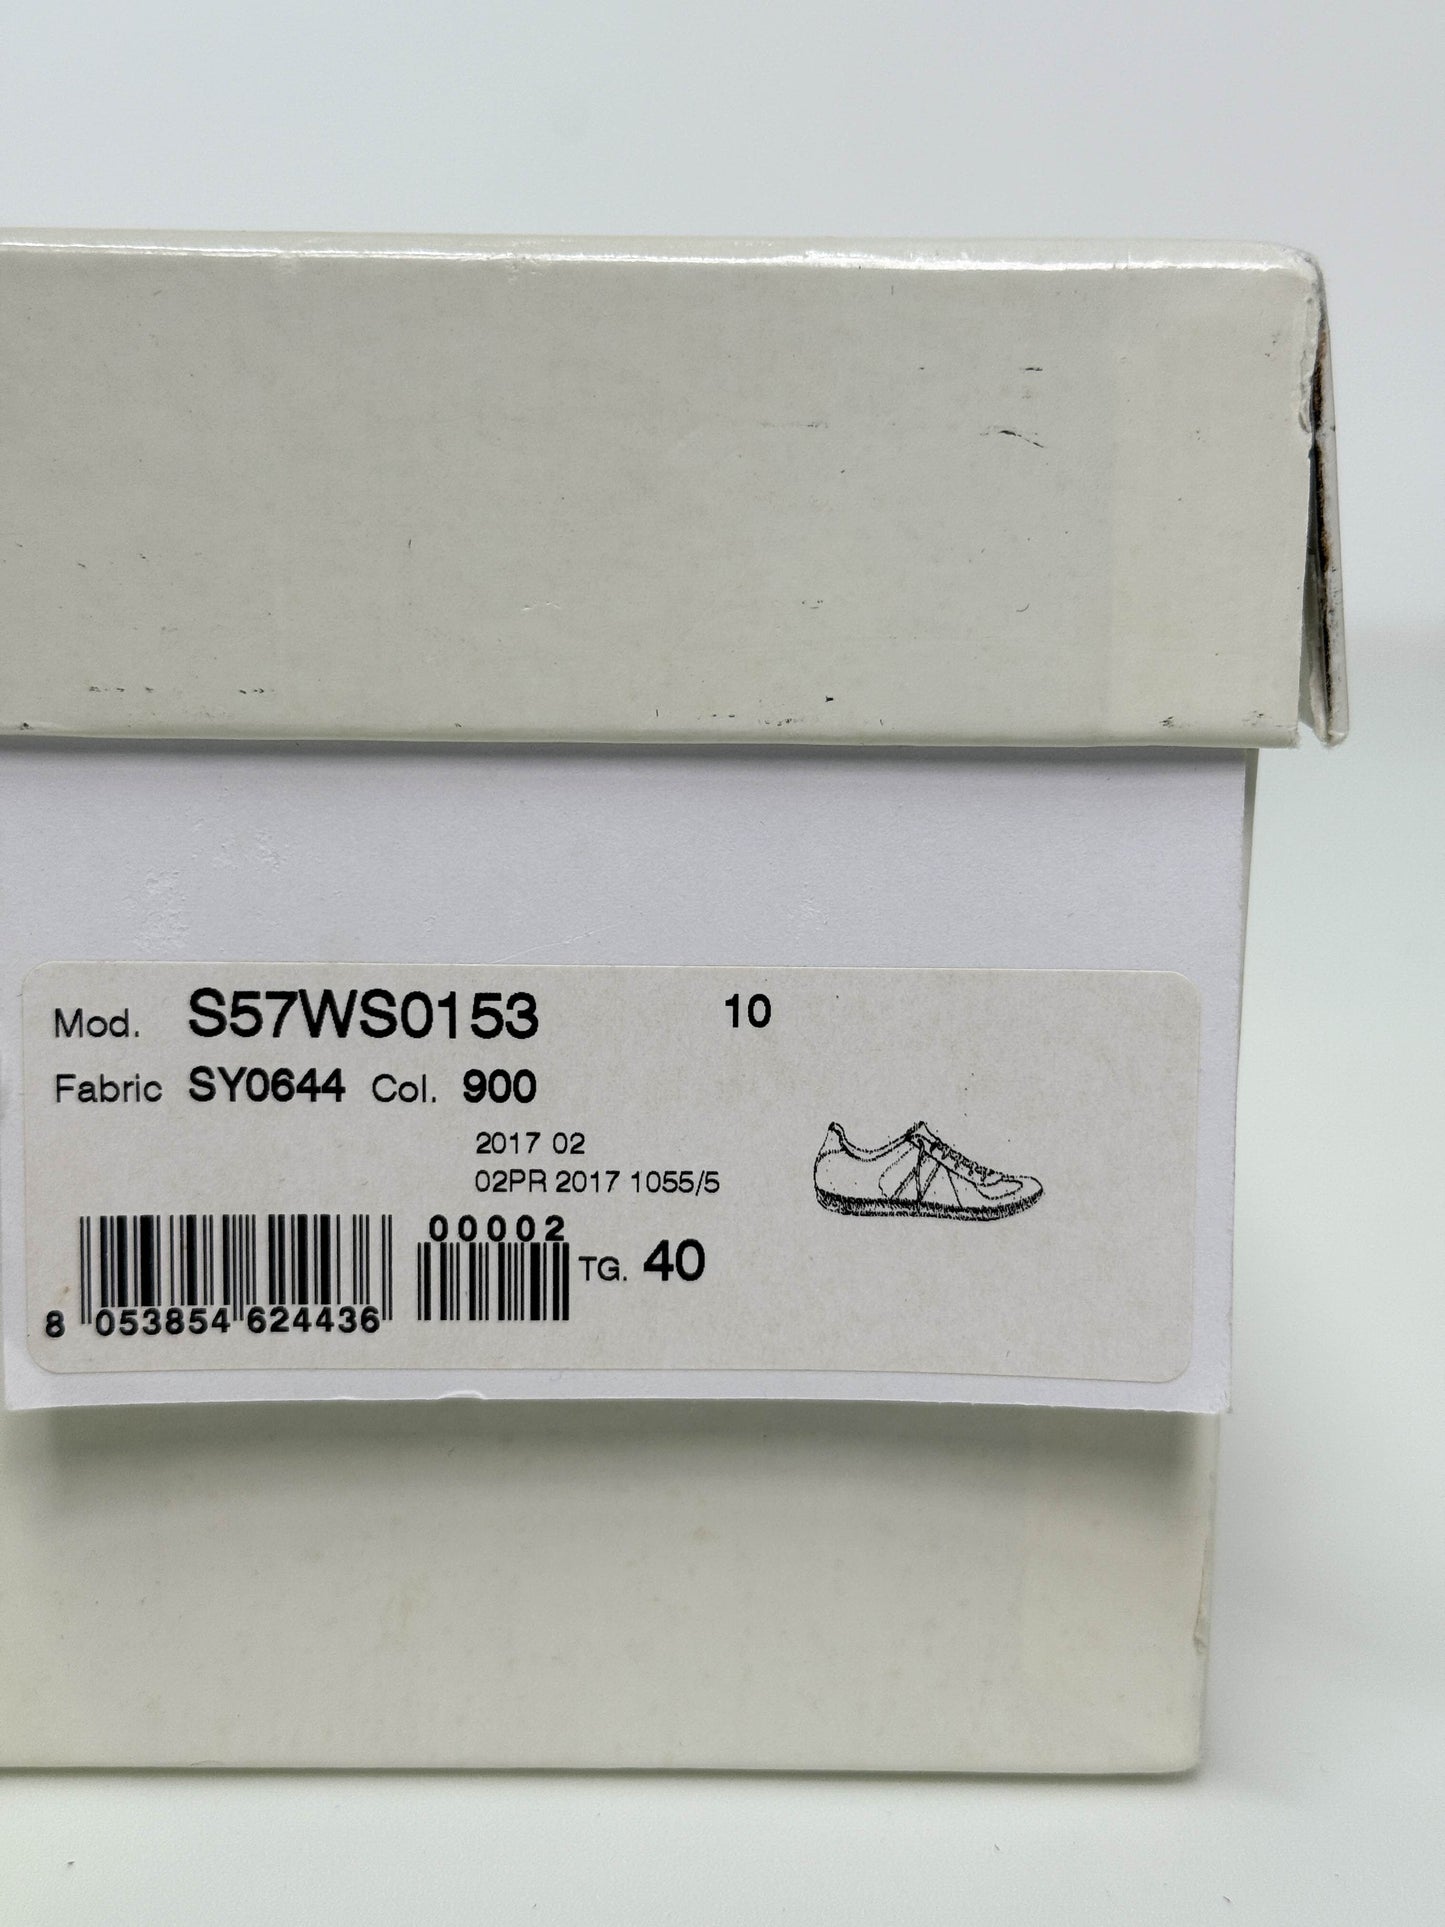 Mod. S57WS0153 10
Fabric SY0644 Col. 900
2017 02
02PR 2017 1055/5
00002
TG. 40
8 053854 624436